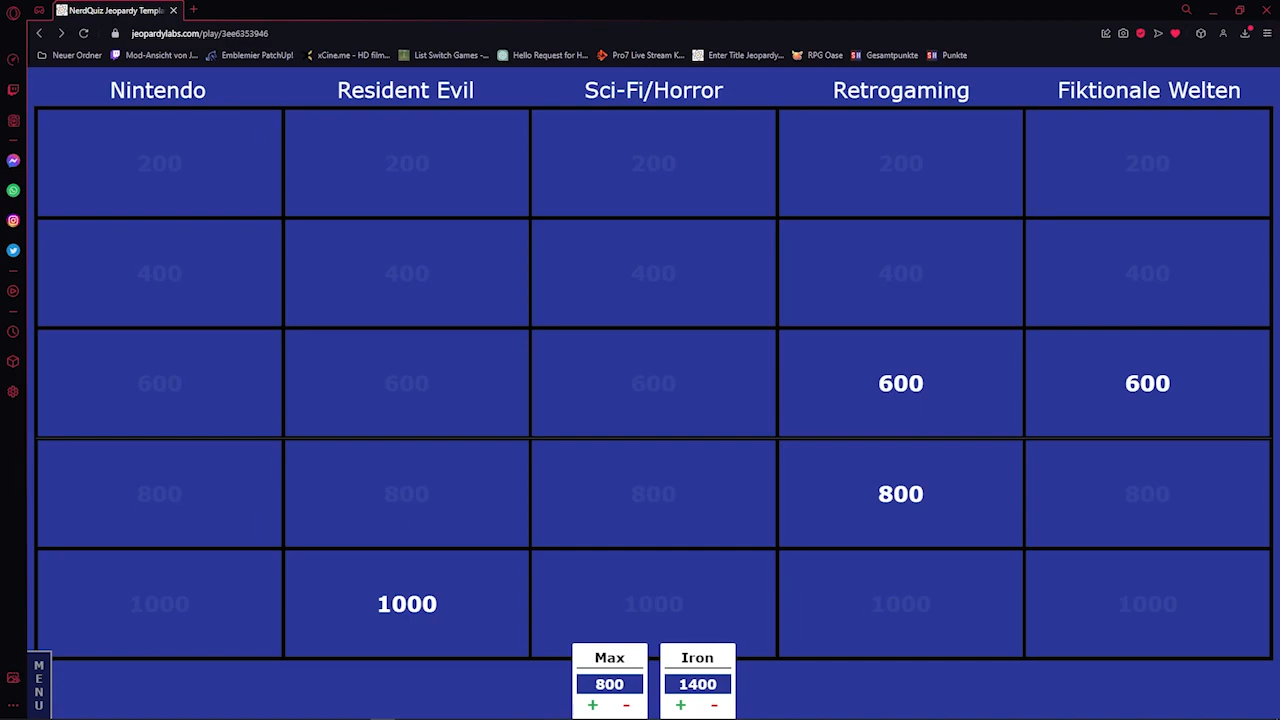 NerdQuiz Jeopardy Templa
jeopardylabs.com/play/3ee6353946
Neuer Ordner Mod-Ansicht von J... Emblemier PatchUp! xCine.me - HD film... List Switch Games -... Hello Request for H... Pro7 Live Stream K... Enter Title Jeopardy... RPG Oase Gesamtpunkte Punkte
Nintendo Resident Evil Sci-Fi/Horror Retrogaming Fiktionale Welten
200 200 200 200 200
400 400 400 400 400
600 600 600 600 600
800 800 800 800 800
1000 1000 1000 1000 1000
MENU
Max Iron
800 1400
+ - + -